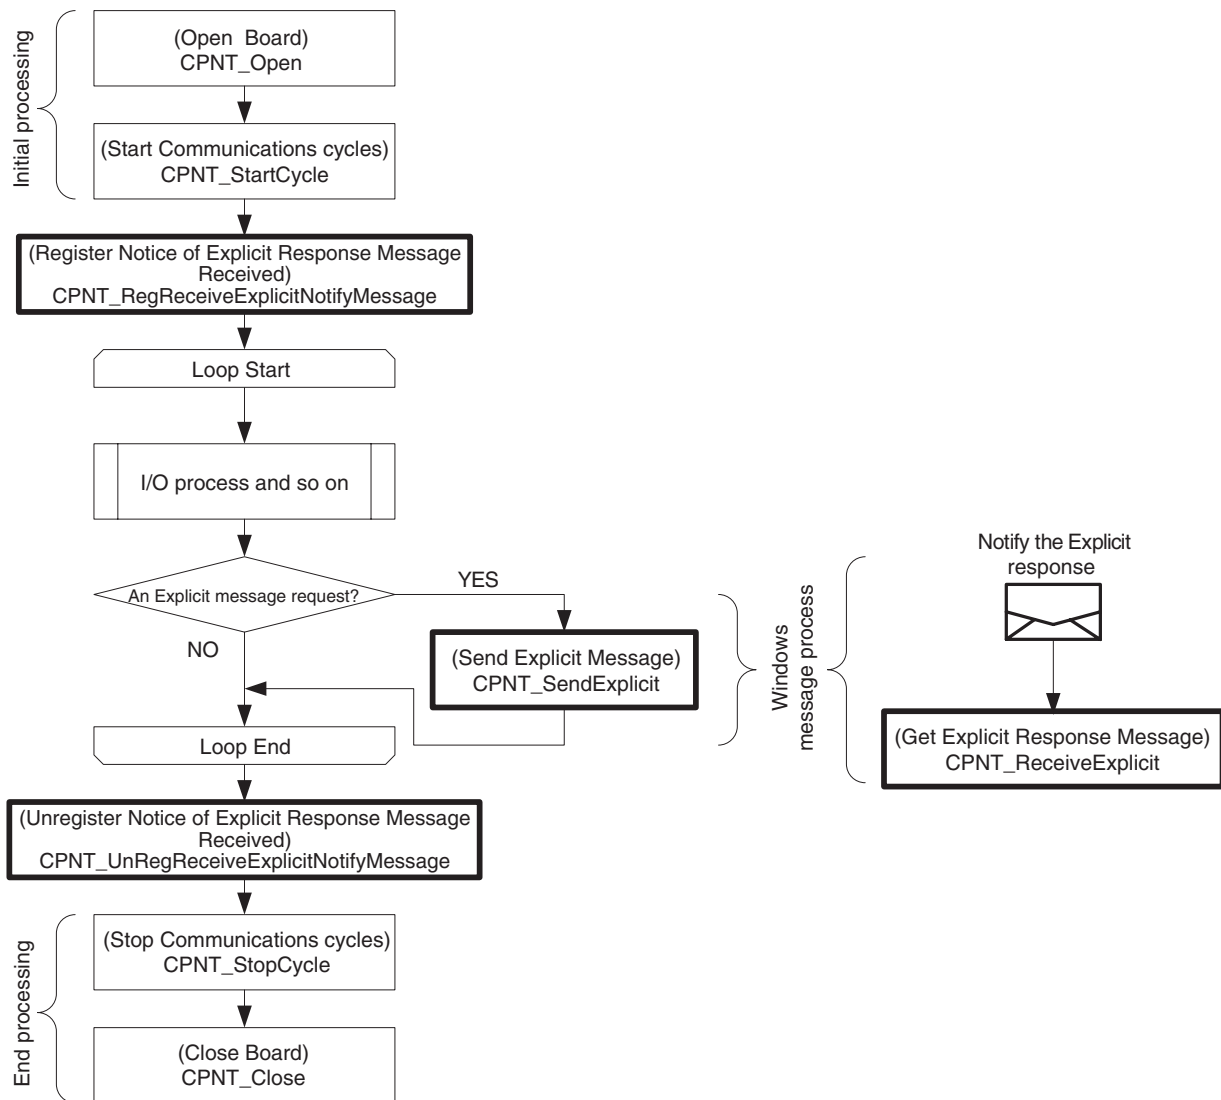 Initial processing
(Open Board)
CPNT_Open
(Start Communications cycles)
CPNT_StartCycle
(Register Notice of Explicit Response Message
Received)
CPNT_RegReceiveExplicitNotifyMessage
Loop Start
I/O process and so on
An Explicit message request?
YES
NO
(Send Explicit Message)
CPNT_SendExplicit
Windows
message process
Notify the Explicit
response
(Get Explicit Response Message)
CPNT_ReceiveExplicit
Loop End
(Unregister Notice of Explicit Response Message
Received)
CPNT_UnRegReceiveExplicitNotifyMessage
End processing
(Stop Communications cycles)
CPNT_StopCycle
(Close Board)
CPNT_Close